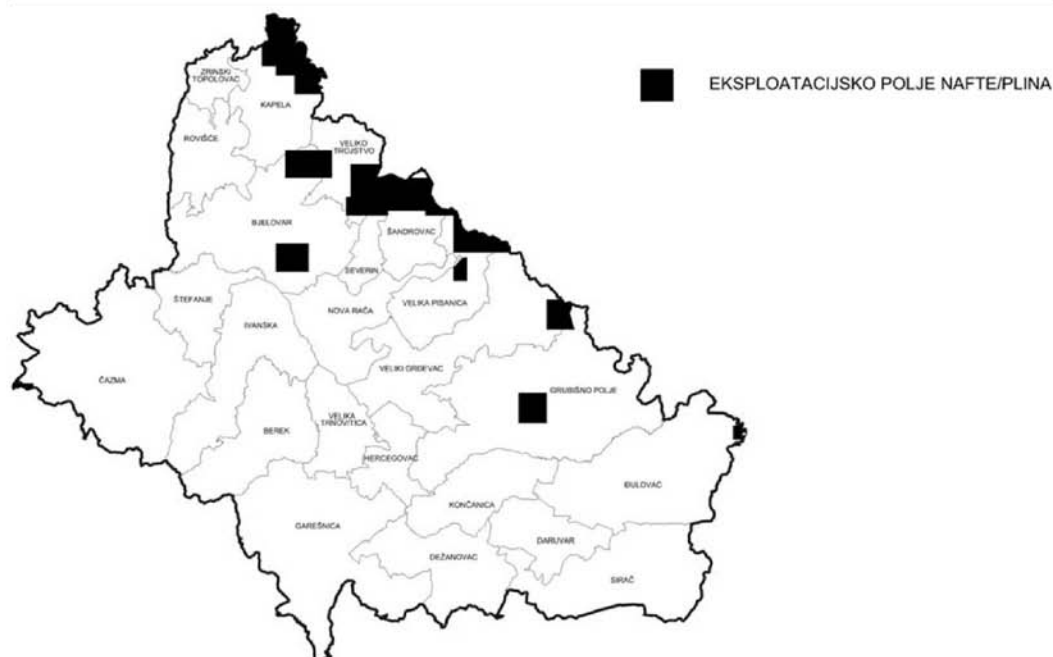 EKSPLOATACIJSKO POLJE NAFTE/PLINA
ZRINSKI
TOPOLOVAC
KAPELA
ROVIŠĆE
VELIKO
TROJSTVO
BJELOVAR
ŠANDROVAC
SEVERIN
ŠTEFANJE
NOVA RAČA
VELIKA PISANICA
IVANSKA
ČAZMA
VELIKI GRĐEVAC
GRUBIŠNO POLJE
VELIKA
TRNOVITICA
BEREK
HERCEGOVAC
ĐULOVAC
KONČANICA
GAREŠNICA
DARUVAR
DEŽANOVAC
SIRAČ